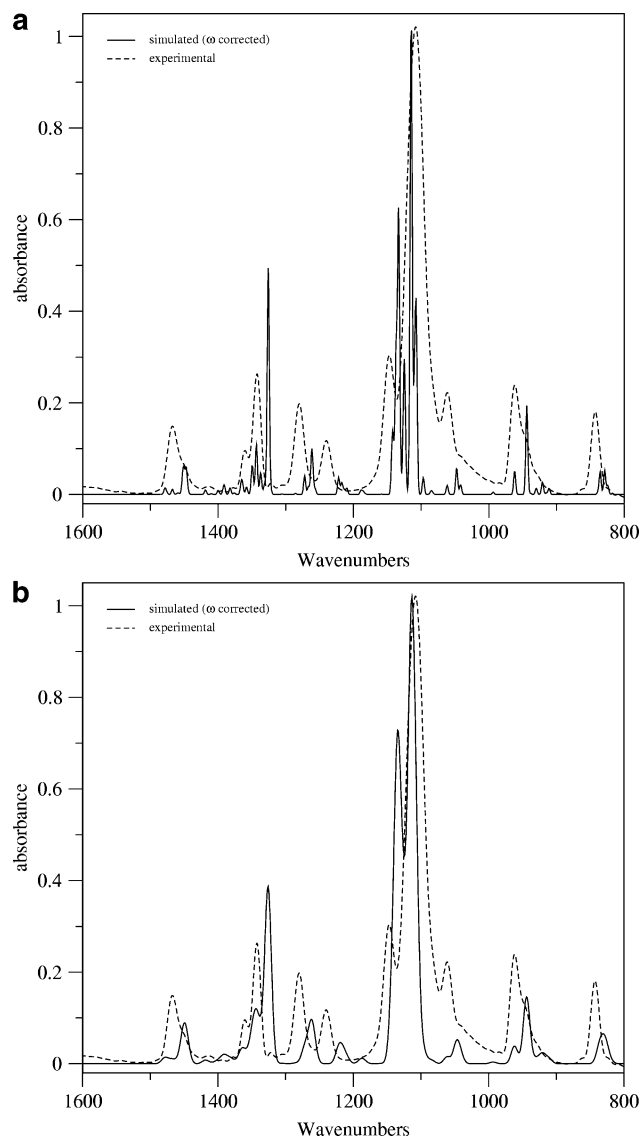 a
simulated (ω corrected)
experimental
1
0.8
0.6
0.4
0.2
0
absorbance
1600 1400 1200 1000 800
Wavenumbers
b
simulated (ω corrected)
experimental
1
0.8
0.6
0.4
0.2
0
absorbance
1600 1400 1200 1000 800
Wavenumbers